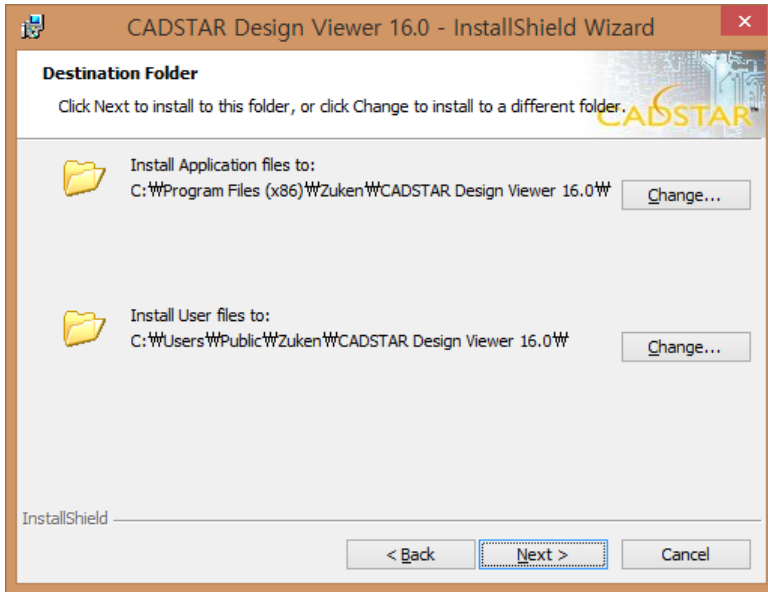 CADSTAR Design Viewer 16.0 - InstallShield Wizard
Destination Folder
Click Next to install to this folder, or click Change to install to a different folder.
CADSTAR
Install Application files to:
C:₩Program Files (x86)₩Zuken₩CADSTAR Design Viewer 16.0₩
Change...
Install User files to:
C:₩Users₩Public₩Zuken₩CADSTAR Design Viewer 16.0₩
Change...
InstallShield
< Back
Next >
Cancel